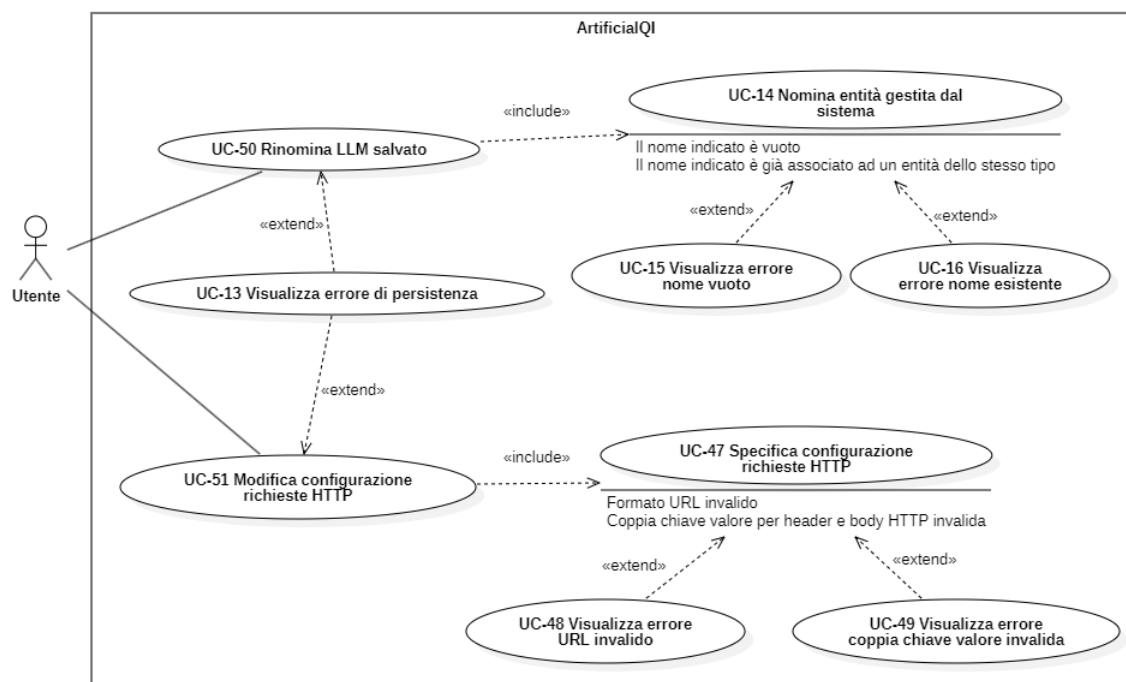 ArtificialQI
UC-14 Nomina entità gestita dal
sistema
«include»
UC-50 Rinomina LLM salvato
Il nome indicato è vuoto
Il nome indicato è già associato ad un entità dello stesso tipo
«extend»
«extend»
«extend»
UC-15 Visualizza errore
nome vuoto
UC-16 Visualizza
errore nome esistente
Utente
UC-13 Visualizza errore di persistenza
«extend»
UC-47 Specifica configurazione
richieste HTTP
«include»
UC-51 Modifica configurazione
richieste HTTP
Formato URL invalido
Coppia chiave valore per header e body HTTP invalida
«extend»
«extend»
UC-48 Visualizza errore
URL invalido
UC-49 Visualizza errore
coppia chiave valore invalida